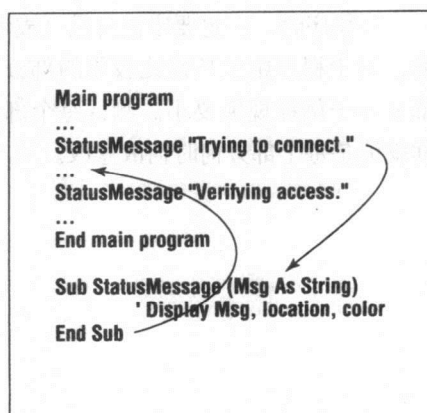 Main program
...
StatusMessage "Trying to connect."
...
StatusMessage "Verifying access."
...
End main program
Sub StatusMessage (Msg As String)
' Display Msg, location, color
End Sub